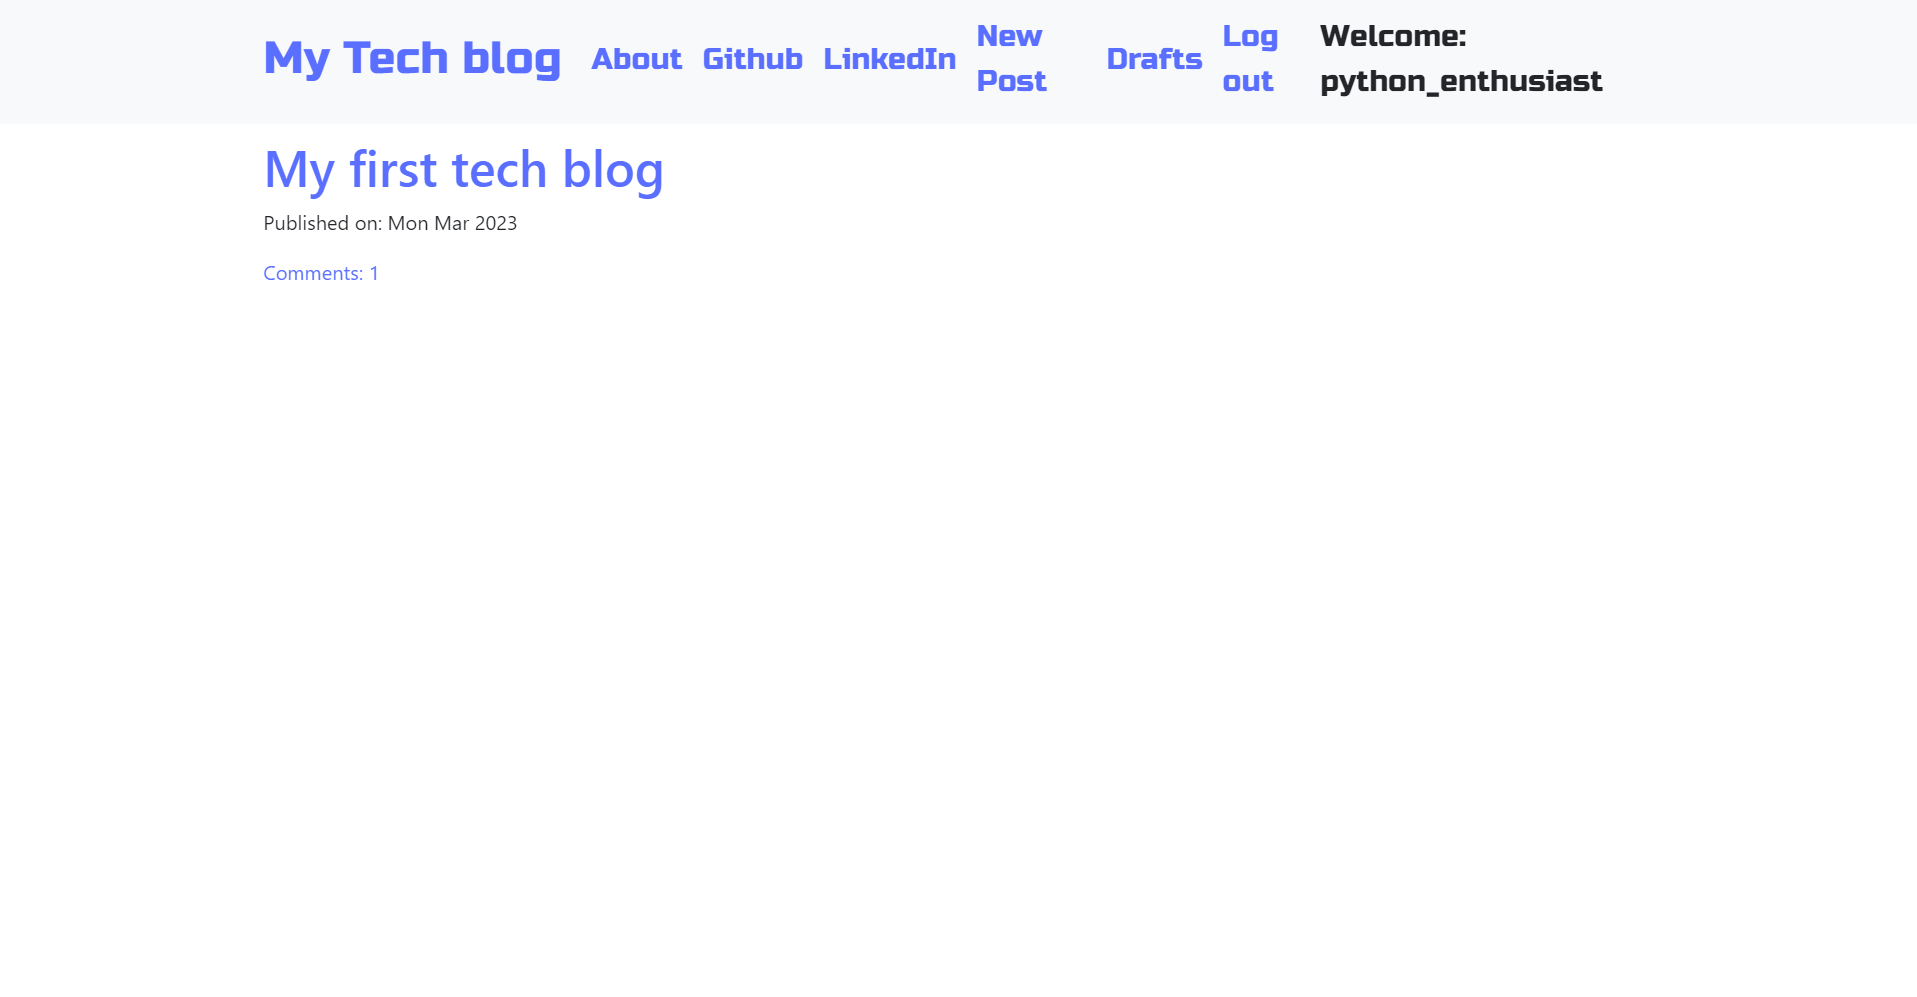 My Tech blog About Github LinkedIn New Post Drafts Log out Welcome: python_enthusiast
My first tech blog
Published on: Mon Mar 2023
Comments: 1